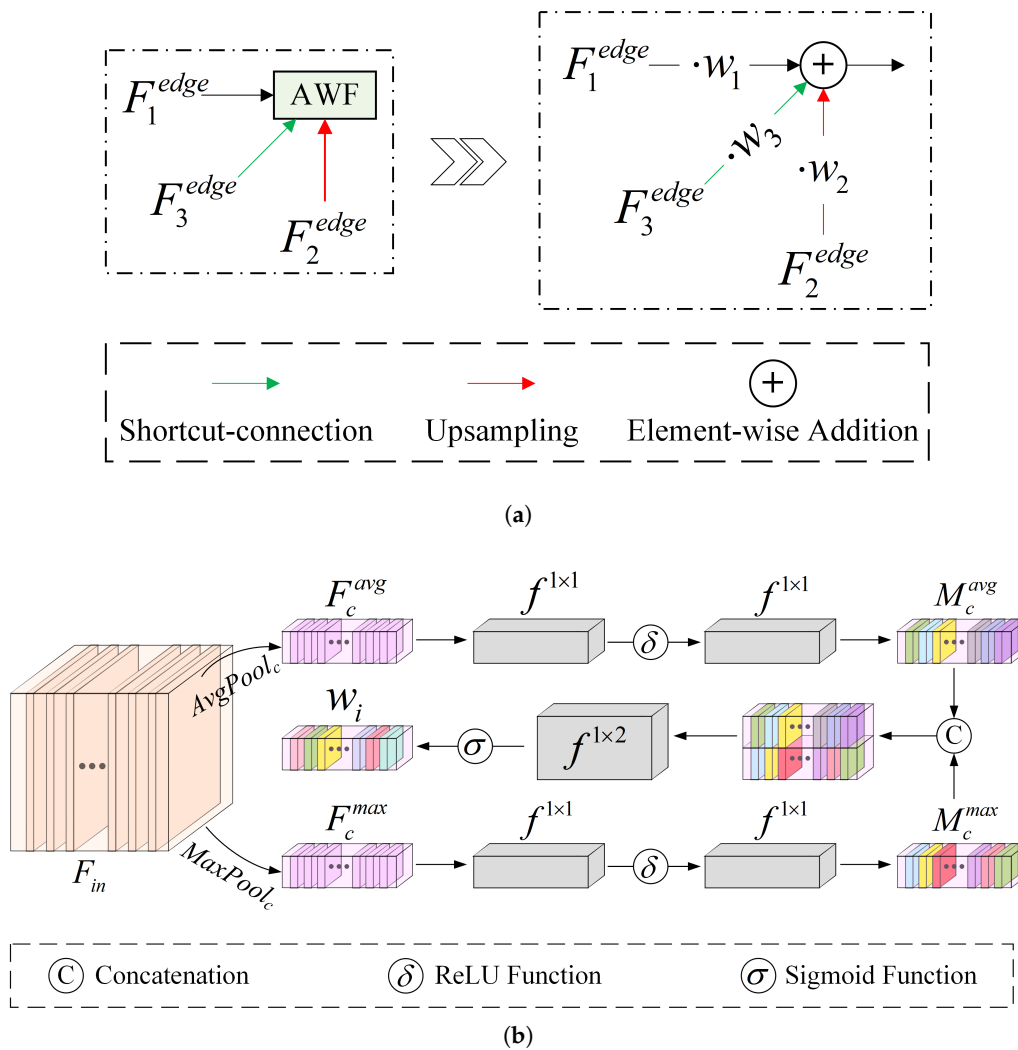 (a)
F_1^{edge} AWF
F_3^{edge}
F_2^{edge}
F_1^{edge} ·w_1 +
·w_3
·w_2
F_3^{edge}
F_2^{edge}
+
Shortcut-connection Upsampling Element-wise Addition
(a)
F_c^{avg} f^{1×1} f^{1×1} M_c^{avg}
AvgPool_c ... δ ...
w_i ...
... ... σ f^{1×2} ... C
F_c^{max} f^{1×1} f^{1×1} M_c^{max}
F_in MaxPool_c ... δ ...
C Concatenation δ ReLU Function σ Sigmoid Function
(b)